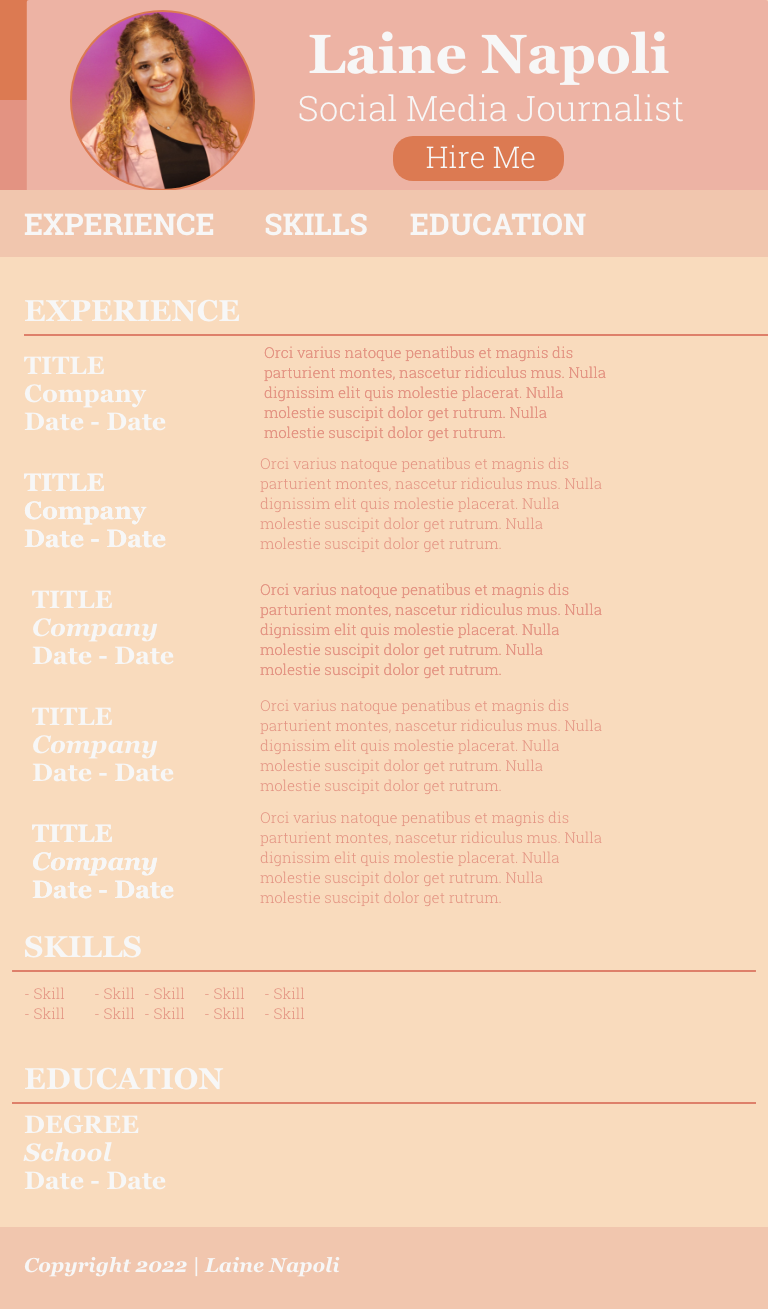 Laine Napoli
Social Media Journalist
Hire Me
EXPERIENCE SKILLS EDUCATION
EXPERIENCE
TITLE
Company
Date - Date
Orci varius natoque penatibus et magnis dis
parturient montes, nascetur ridiculus mus. Nulla
dignissim elit quis molestie placerat. Nulla
molestie suscipit dolor get rutrum. Nulla
molestie suscipit dolor get rutrum.
TITLE
Company
Date - Date
Orci varius natoque penatibus et magnis dis
parturient montes, nascetur ridiculus mus. Nulla
dignissim elit quis molestie placerat. Nulla
molestie suscipit dolor get rutrum. Nulla
molestie suscipit dolor get rutrum.
TITLE
Company
Date - Date
Orci varius natoque penatibus et magnis dis
parturient montes, nascetur ridiculus mus. Nulla
dignissim elit quis molestie placerat. Nulla
molestie suscipit dolor get rutrum. Nulla
molestie suscipit dolor get rutrum.
TITLE
Company
Date - Date
Orci varius natoque penatibus et magnis dis
parturient montes, nascetur ridiculus mus. Nulla
dignissim elit quis molestie placerat. Nulla
molestie suscipit dolor get rutrum. Nulla
molestie suscipit dolor get rutrum.
TITLE
Company
Date - Date
Orci varius natoque penatibus et magnis dis
parturient montes, nascetur ridiculus mus. Nulla
dignissim elit quis molestie placerat. Nulla
molestie suscipit dolor get rutrum. Nulla
molestie suscipit dolor get rutrum.
SKILLS
- Skill - Skill - Skill - Skill - Skill
- Skill - Skill - Skill - Skill - Skill
EDUCATION
DEGREE
School
Date - Date
Copyright 2022 | Laine Napoli